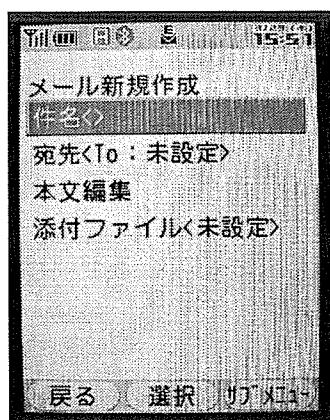 15:51
メール新規作成
件名<>
宛先<To:未設定>
本文編集
添付ファイル<未設定>
戻る 選択 サブメニュー